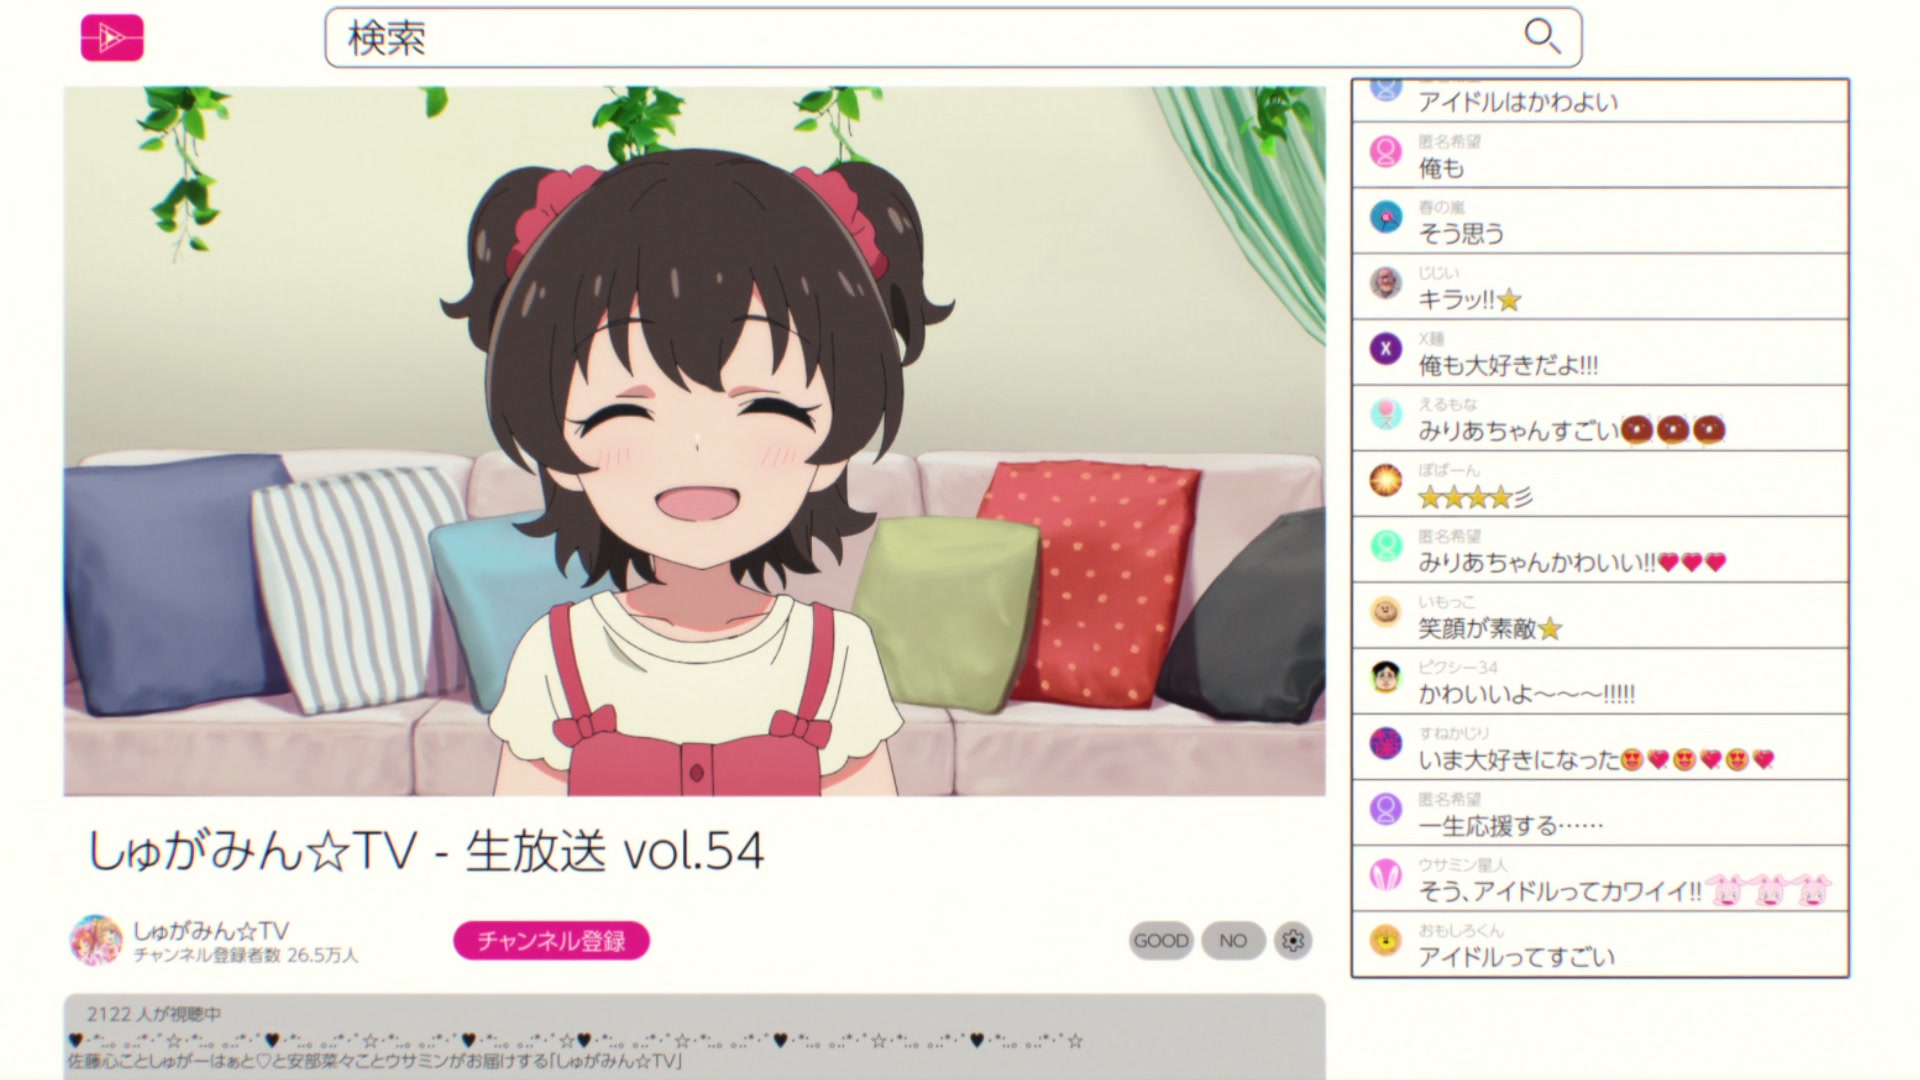 検索
しゅがみん☆TV - 生放送 vol.54
しゅがみん☆TV
チャンネル登録者数 26.5万人
チャンネル登録
GOOD
NO
2122 人が視聴中
佐藤心ことしゅがーはぁと♡と安部菜々ことウサミンがお届けする「しゅがみん☆TV」
アイドルはかわよい
匿名希望
俺も
春の嵐
そう思う
じじい
キラッ!!⭐
X
X麺
俺も大好きだよ!!!
えるもな
みりあちゃんすごい
ぽぱーん
⭐⭐⭐⭐彡
匿名希望
みりあちゃんかわいい!!❤❤❤
いもっこ
笑顔が素敵⭐
ピクシー34
かわいいよ〜〜〜!!!!!
すねかじり
いま大好きになった😍💘😍💘😍💘
匿名希望
一生応援する……
ウサミン星人
そう、アイドルってカワイイ!!
おもしろくん
アイドルってすごい